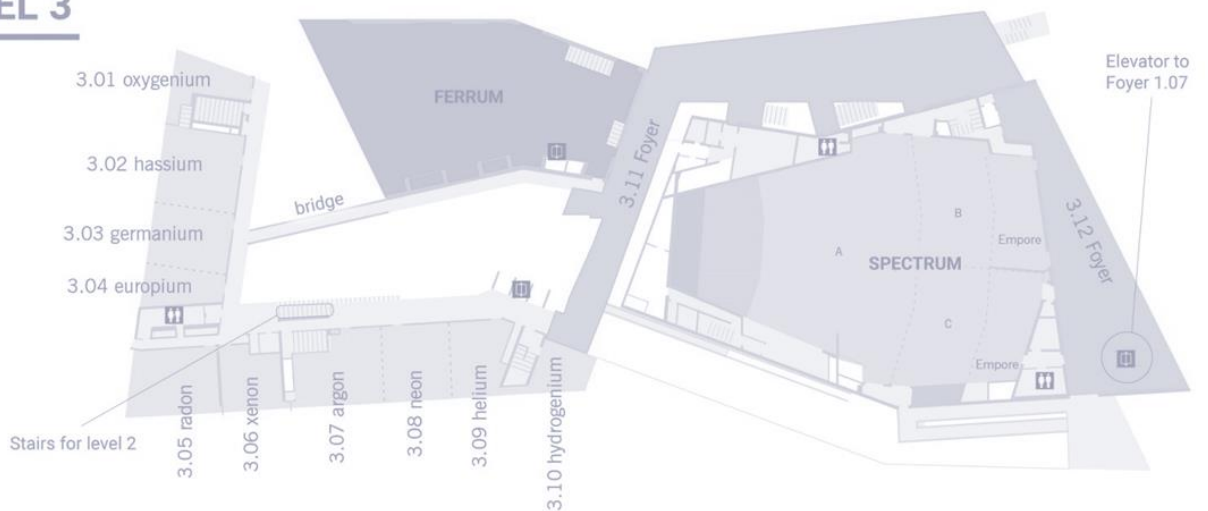 EL 3
3.01 oxygenium
3.02 hassium
3.03 germanium
3.04 europium
bridge
FERRUM
3.11 Foyer
A
B
C
SPECTRUM
Empore
Empore
3.12 Foyer
Elevator to
Foyer 1.07
Stairs for level 2
3.05 radon
3.06 xenon
3.07 argon
3.08 neon
3.09 helium
3.10 hydrogenium